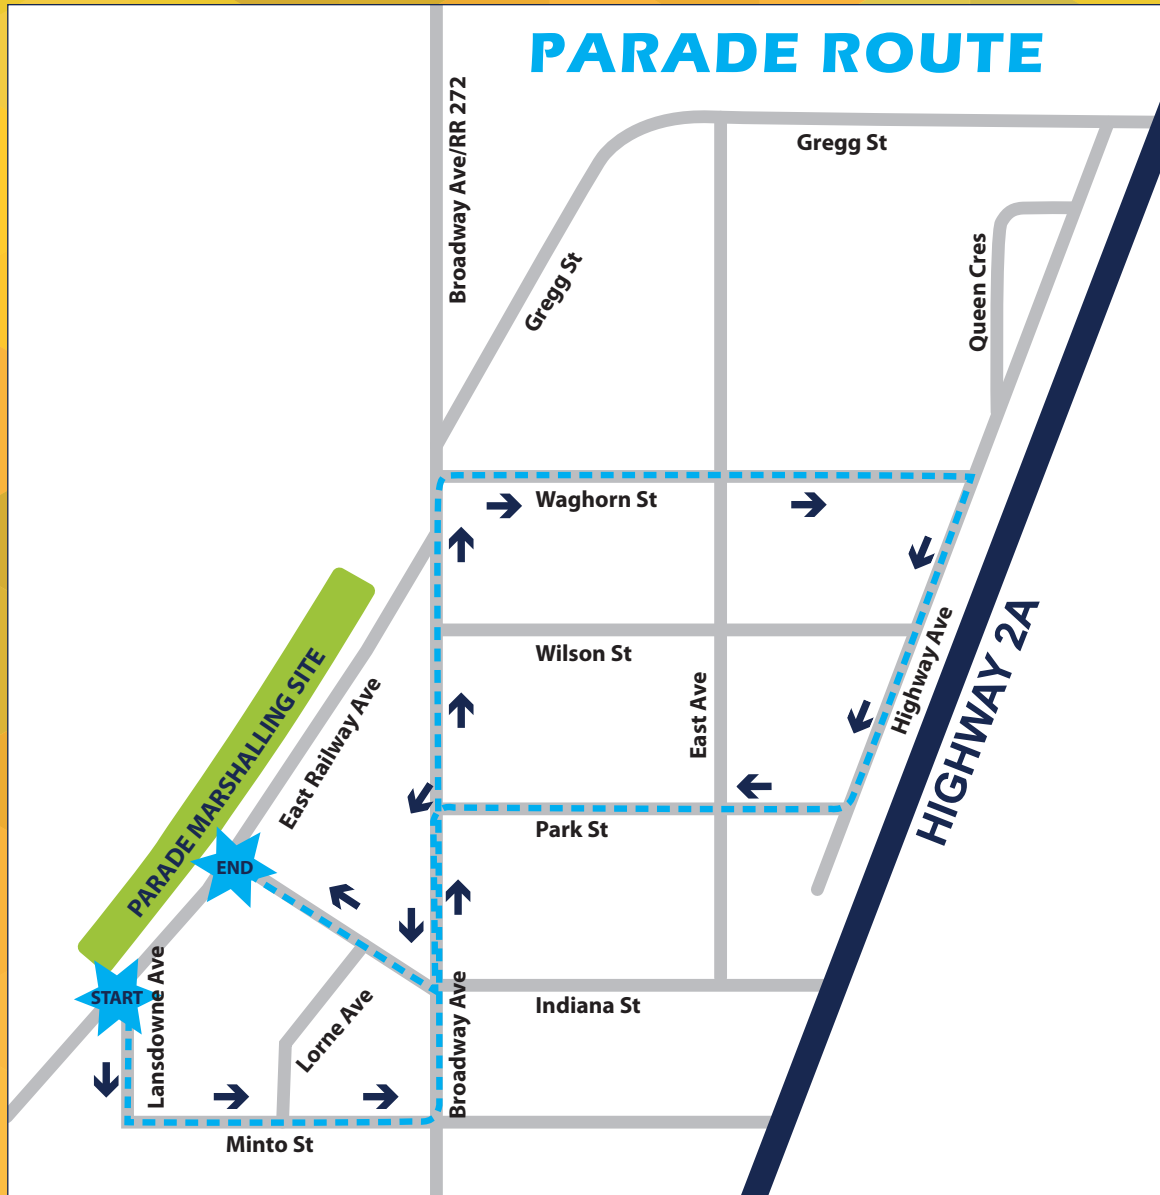 PARADE ROUTE
Broadway Ave/RR 272
Gregg St
Gregg St
Queen Cres
Waghorn St
Wilson St
HIGHWAY 2A
Highway Ave
East Ave
PARADE MARSHALLING SITE
East Railway Ave
Park St
END
START
Lansdowne Ave
Lorne Ave
Broadway Ave
Indiana St
Minto St